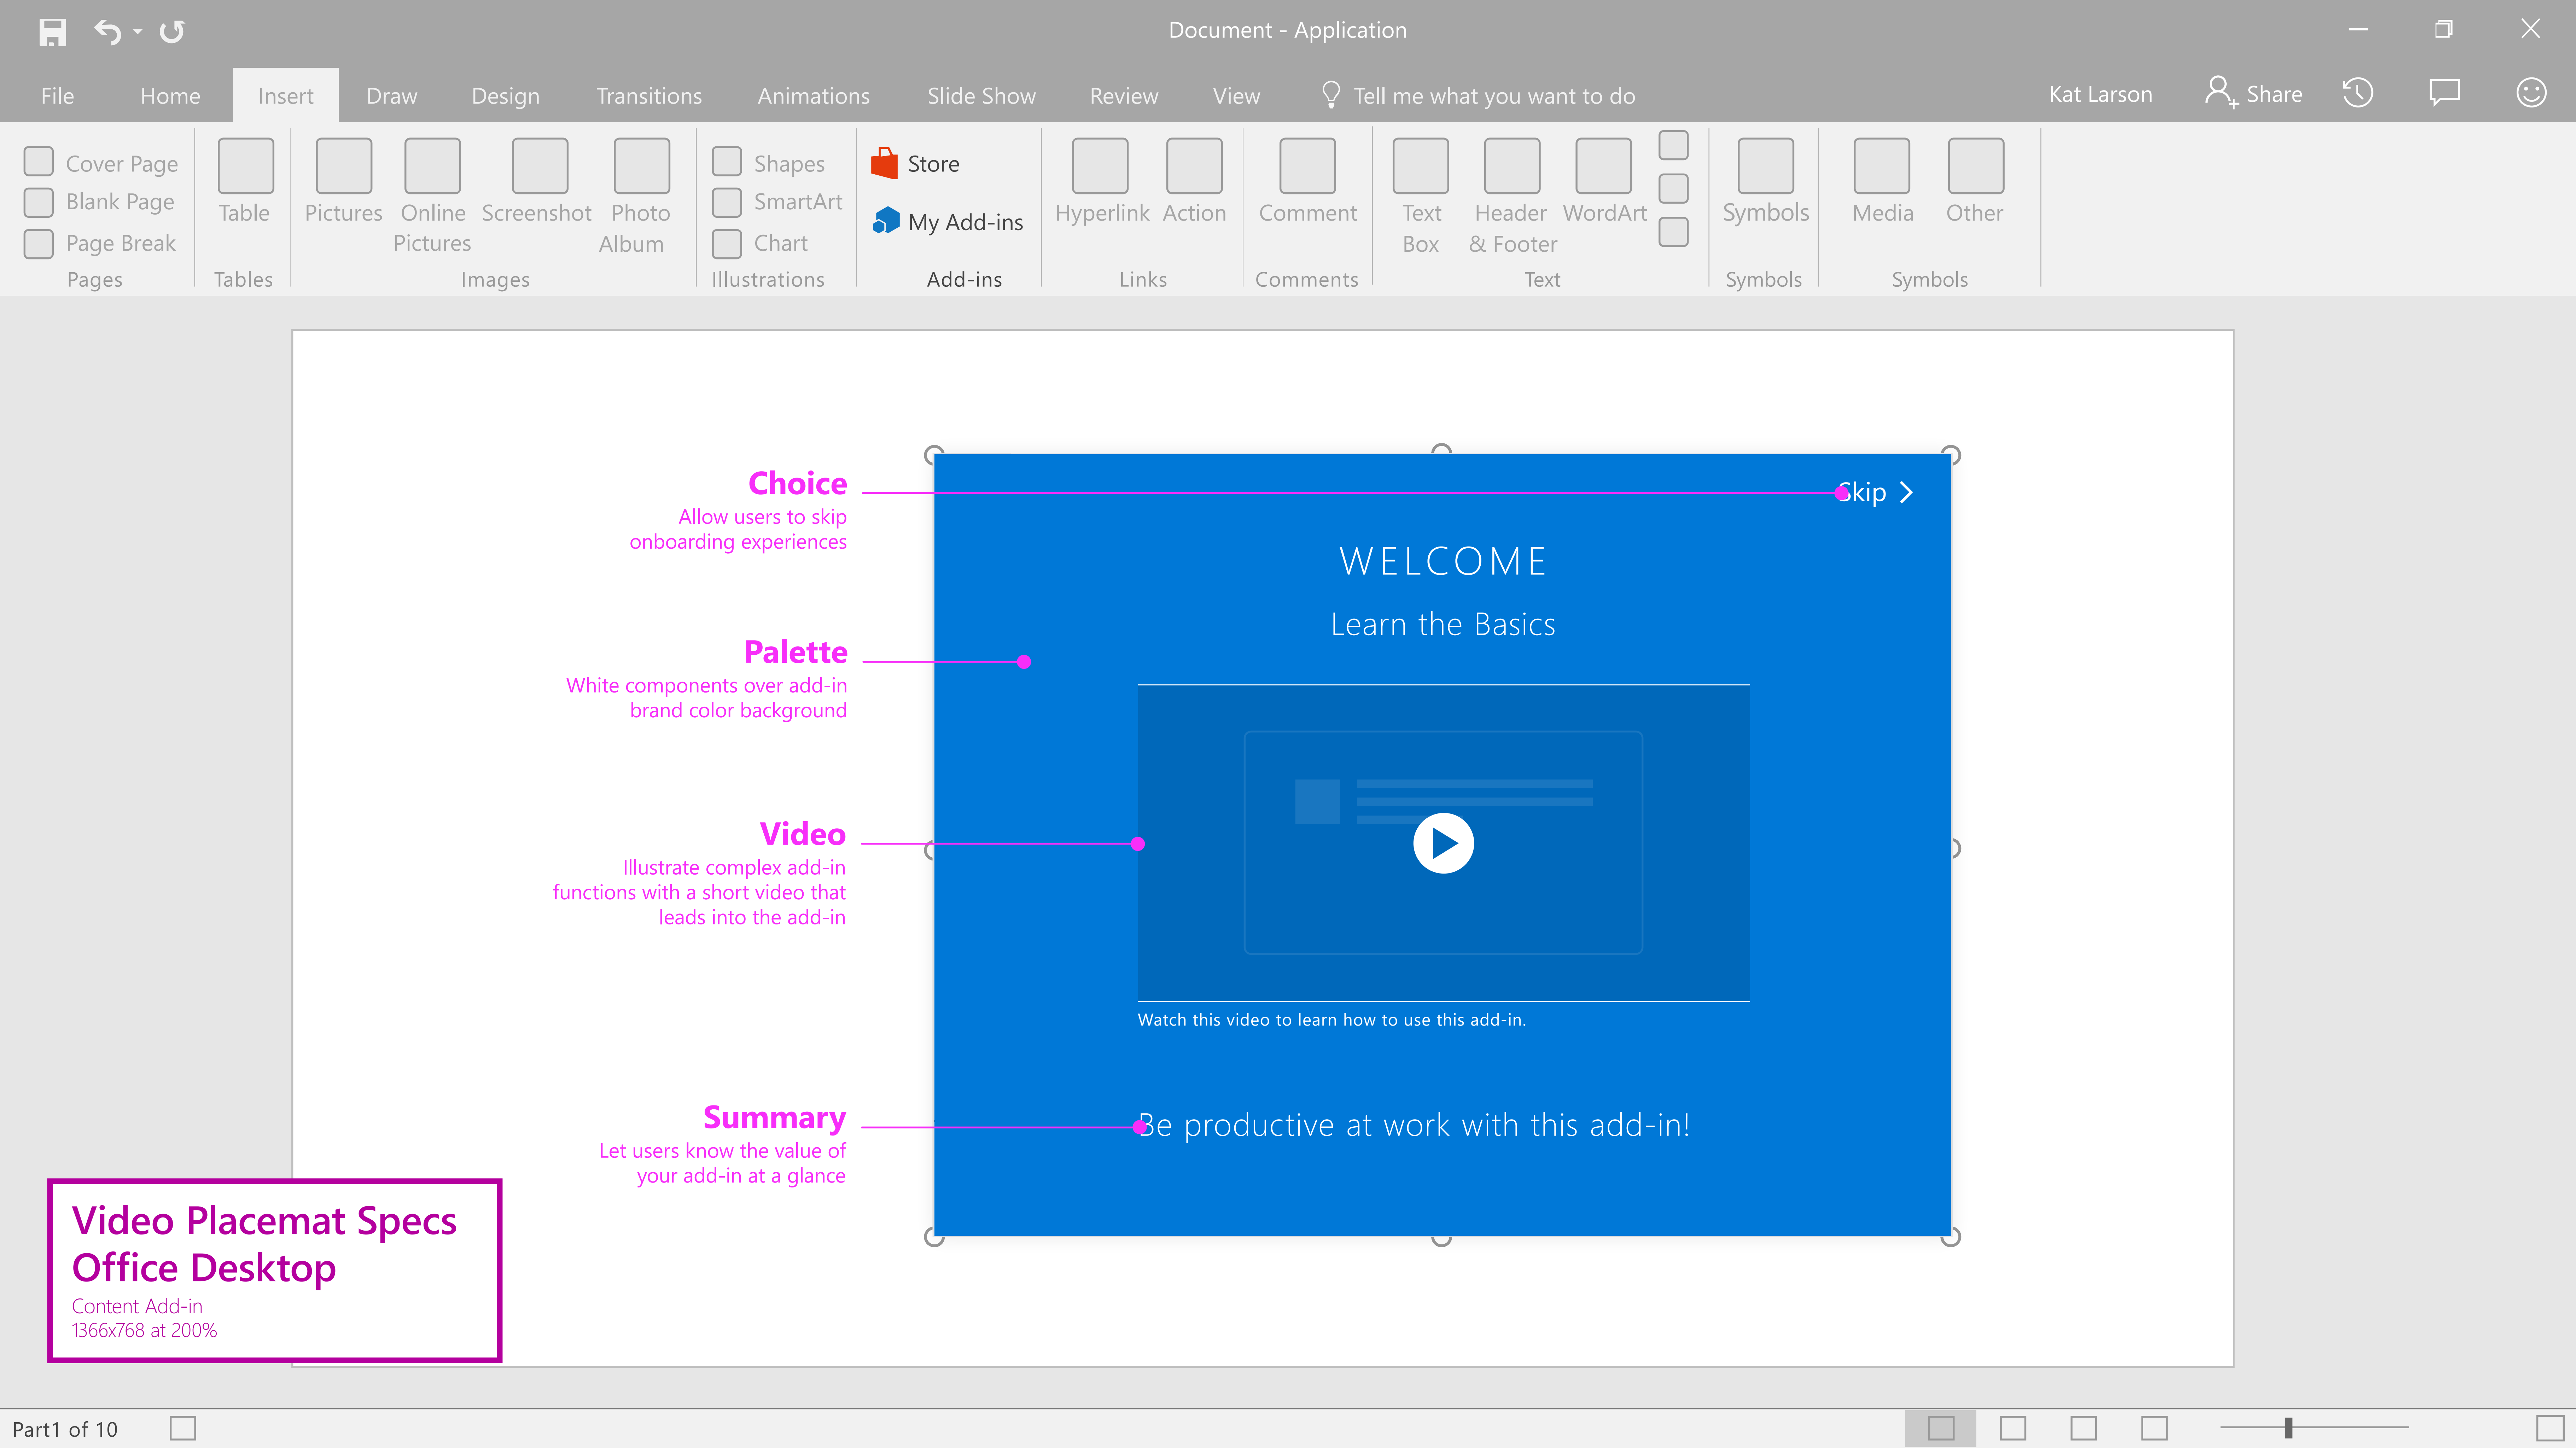 Document - Application
File
Home
Insert
Draw
Design
Transitions
Animations
Slide Show
Review
View
Tell me what you want to do
Kat Larson
Share
Cover Page
Blank Page
Page Break
Pages
Table
Tables
Pictures
Online
Pictures
Screenshot
Photo
Album
Images
Shapes
SmartArt
Chart
Illustrations
Store
My Add-ins
Add-ins
Hyperlink
Action
Links
Comment
Comments
Text
Box
Header
& Footer
WordArt
Text
Symbols
Symbols
Media
Other
Symbols
Choice
Allow users to skip
onboarding experiences
Palette
White components over add-in
brand color background
Video
Illustrate complex add-in
functions with a short video that
leads into the add-in
Summary
Let users know the value of
your add-in at a glance
Skip
WELCOME
Learn the Basics
Watch this video to learn how to use this add-in.
Be productive at work with this add-in!
Video Placemat Specs
Office Desktop
Content Add-in
1366x768 at 200%
Part1 of 10